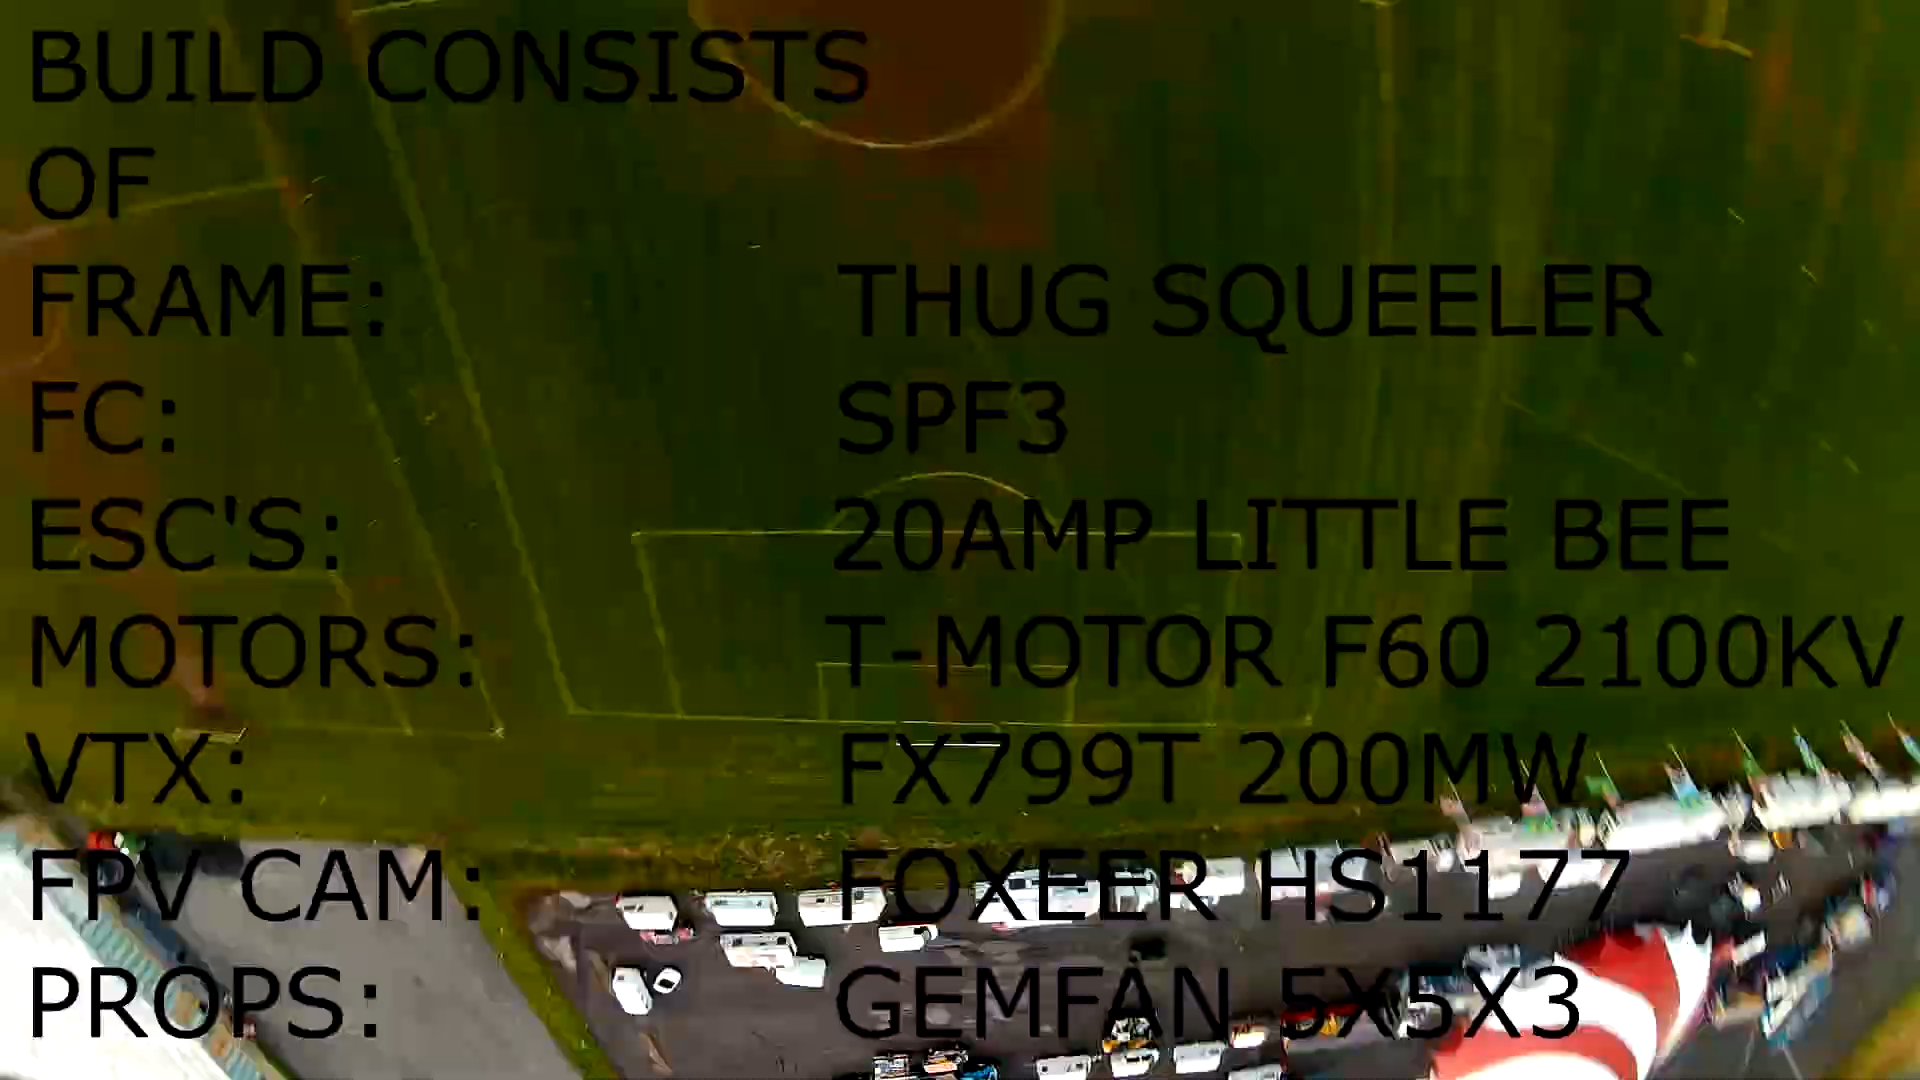 BUILD CONSISTS
OF
FRAME: THUG SQUEELER
FC: SPF3
ESC'S: 20AMP LITTLE BEE
MOTORS: T-MOTOR F60 2100KV
VTX: FX799T 200MW
FPV CAM: FOXEER HS1177
PROPS: GEMFAN 5X5X3